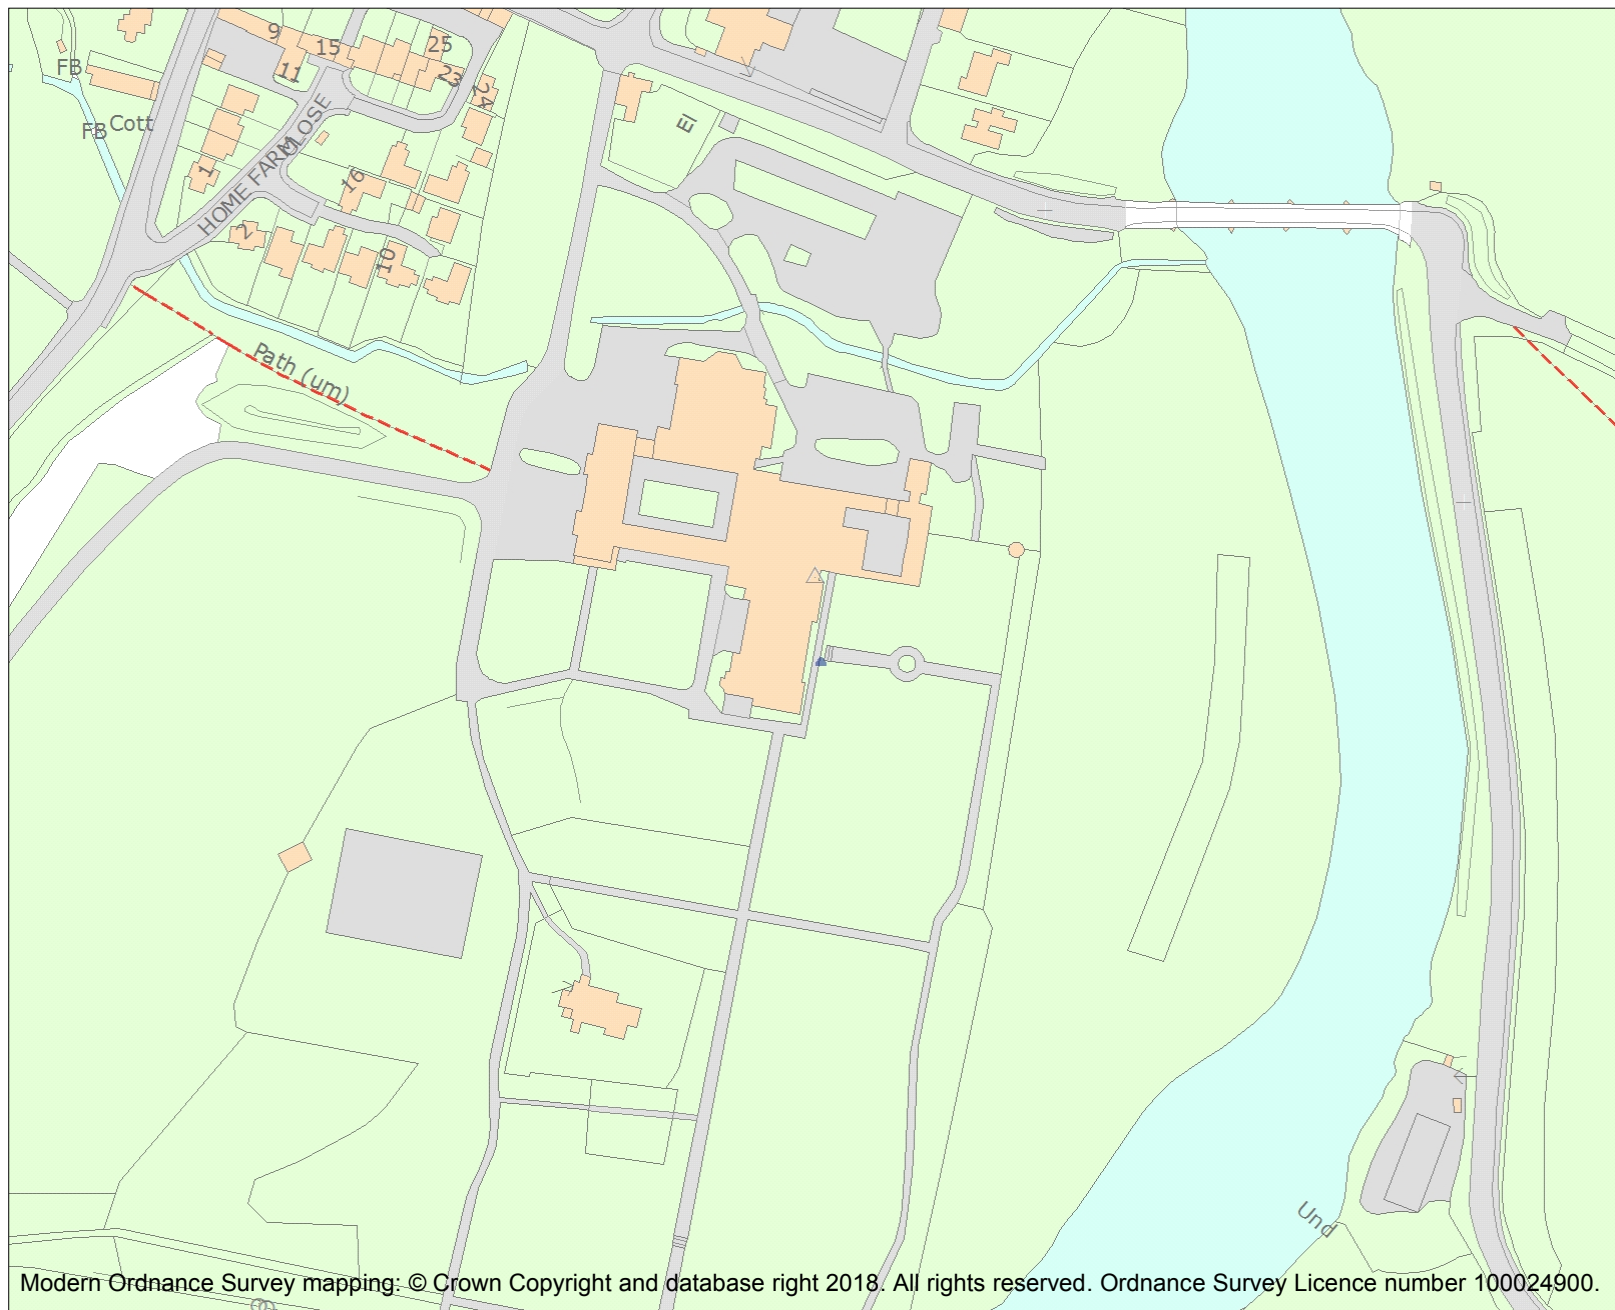 9
15
25
11
23
24
FB
FB
Cott
El
HOME FARM
CLOSE
1
16
2
10
Path (um)
Und
Modern Ordnance Survey mapping: © Crown Copyright and database right 2018. All rights reserved. Ordnance Survey Licence number 100024900.